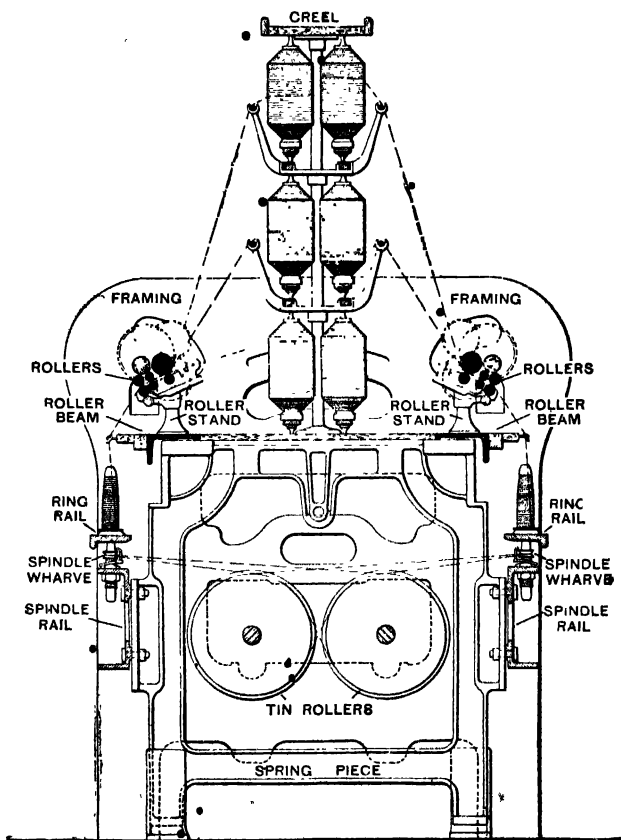 CREEL
FRAMING
FRAMING
ROLLERS
ROLLERS
ROLLER
BEAM
ROLLER
STAND
ROLLER
STAND
ROLLER
BEAM
RING
RAIL
RING
RAIL
SPINDLE
WHARVE
SPINDLE
WHARVE
SPINDLE
RAIL
SPINDLE
RAIL
TIN ROLLERS
SPRING PIECE